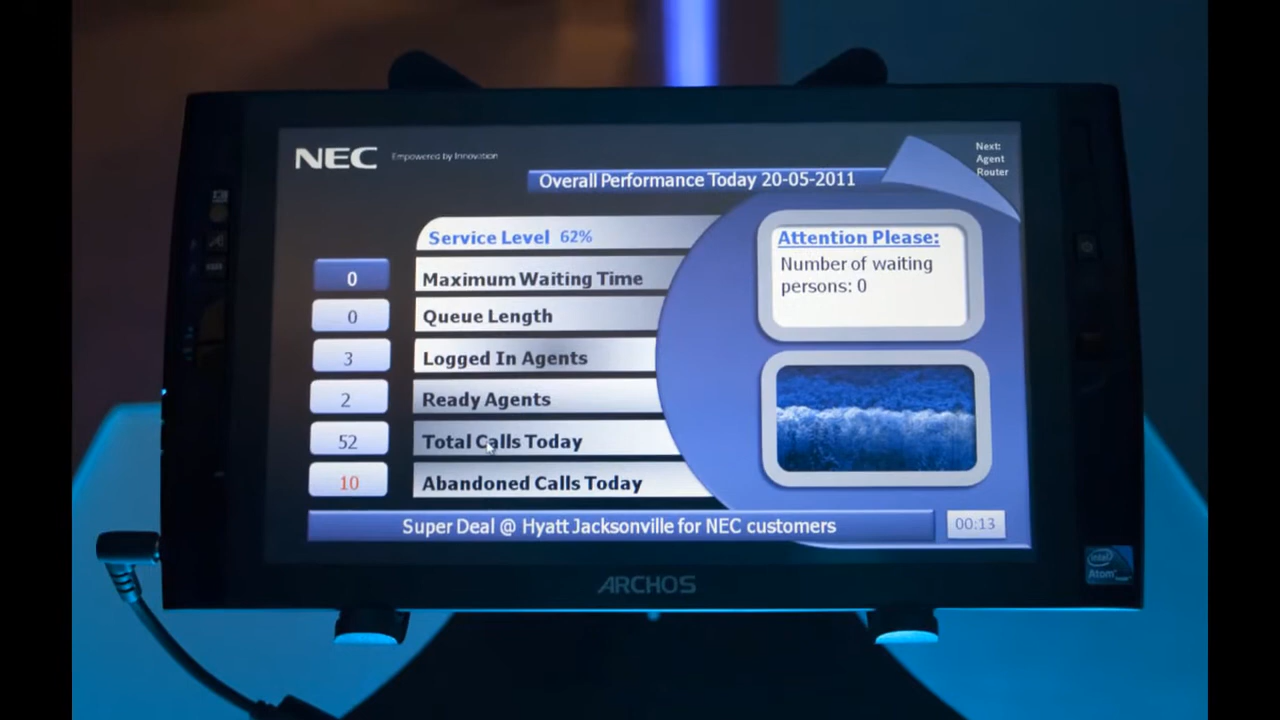 NEC Empowered by Innovation
Next:
Agent
Router
Overall Performance Today 20-05-2011
Service Level 62%
0 Maximum Waiting Time
0 Queue Length
3 Logged In Agents
2 Ready Agents
52 Total Calls Today
10 Abandoned Calls Today
Attention Please:
Number of waiting
persons: 0
Super Deal @ Hyatt Jacksonville for NEC customers
00:13
ARCHOS
intel
Atom